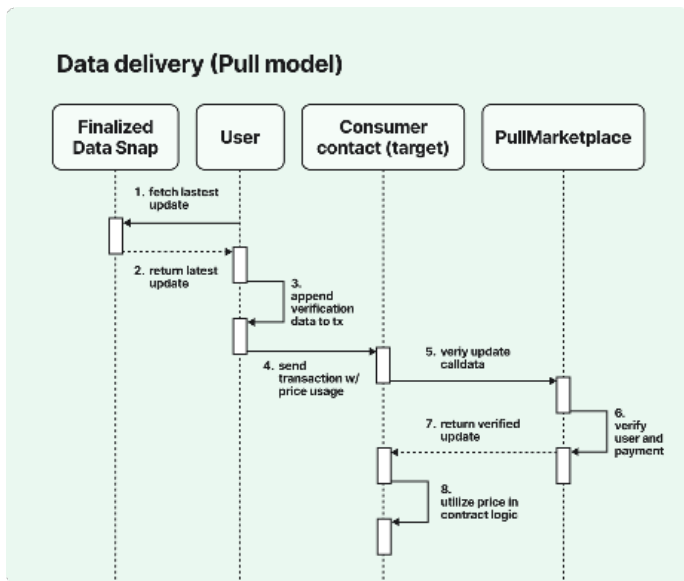 Data delivery (Pull model)
Finalized
Data Snap
User
Consumer
contact (target)
PullMarketplace
1. fetch lastest
update
2. return latest
update
3.
append
verification
data to tx
4. send
transaction w/
price usage
5. veriy update
calldata
6.
verify
user and
payment
7. return verified
update
8.
utilize price in
contract logic